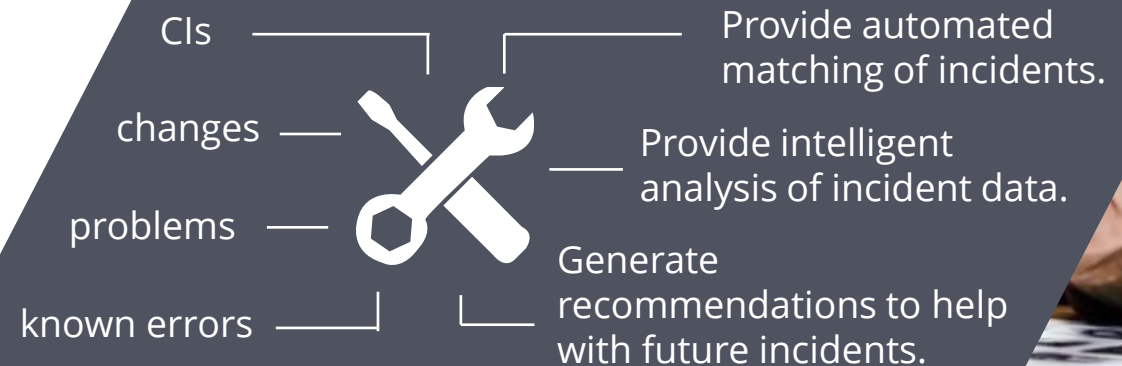 CIs
changes
problems
known errors
Provide automated
matching of incidents.
Provide intelligent
analysis of incident data.
Generate
recommendations to help
with future incidents.